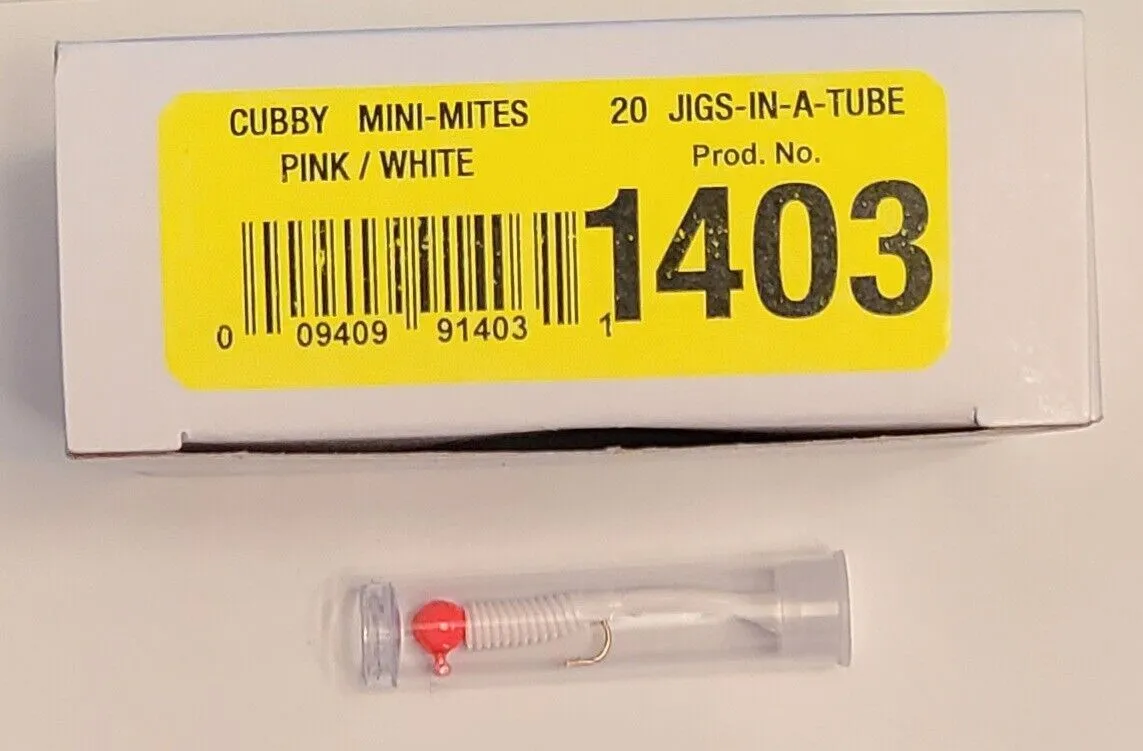 CUBBY MINI-MITES
PINK / WHITE
20 JIGS-IN-A-TUBE
Prod. No.
1403
0 09409 91403 1